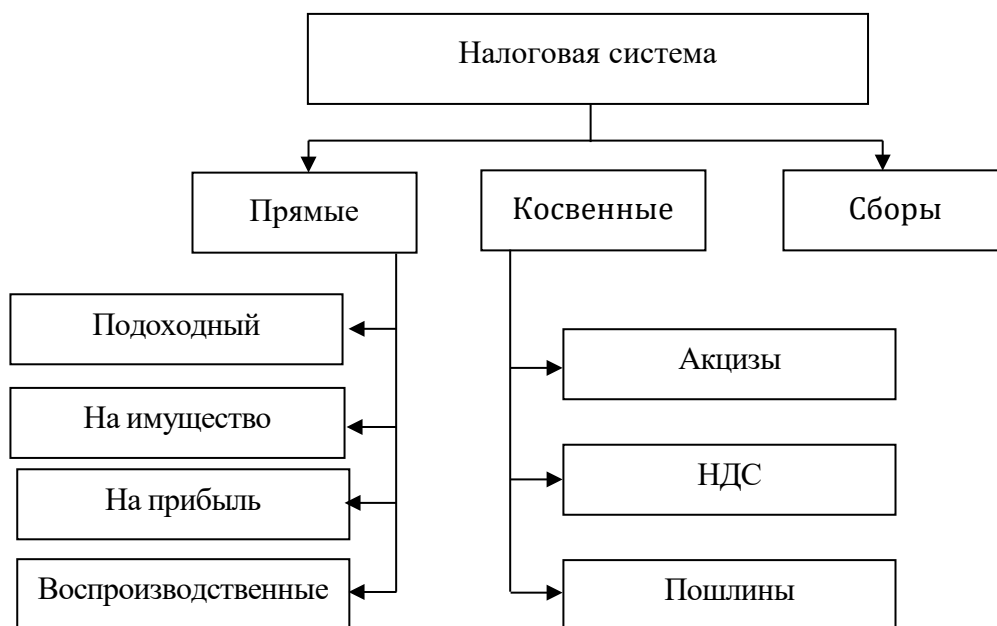 Налоговая система
Прямые
Косвенные
Сборы
Подоходный
На имущество
На прибыль
Воспроизводственные
Акцизы
НДС
Пошлины